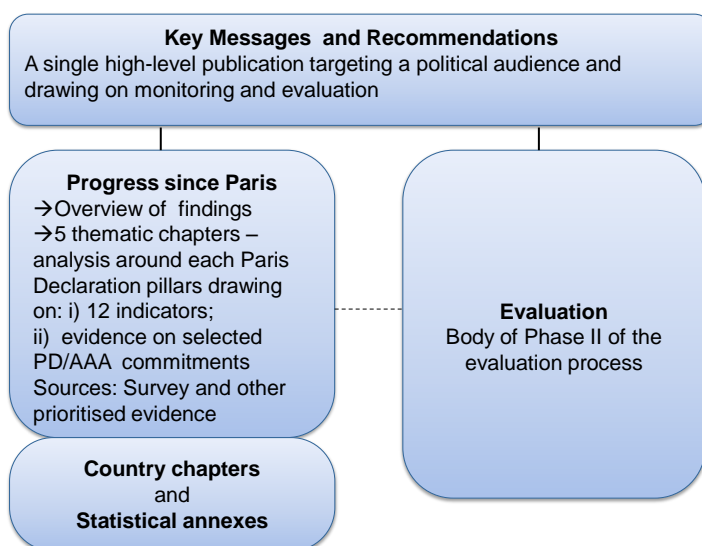 Key Messages and Recommendations
A single high-level publication targeting a political audience and
drawing on monitoring and evaluation
Progress since Paris
→Overview of findings
→5 thematic chapters –
analysis around each Paris
Declaration pillars drawing
on: i) 12 indicators;
ii) evidence on selected
PD/AAA commitments
Sources: Survey and other
prioritised evidence
Evaluation
Body of Phase II of the
evaluation process
Country chapters
and
Statistical annexes